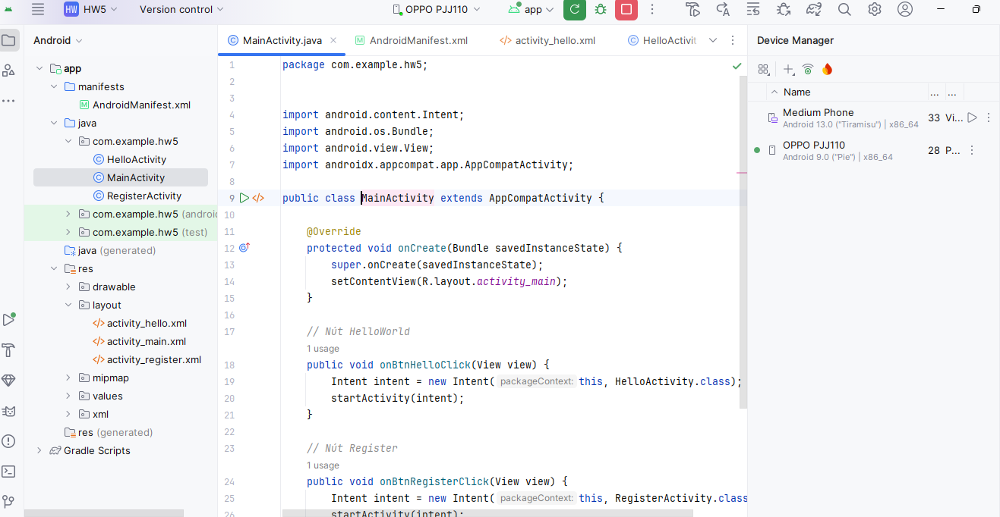 HW HW5 Version control OPPO PJJ110 app
Android
MainActivity.java AndroidManifest.xml activity_hello.xml HelloActivit
Device Manager
app
manifests
AndroidManifest.xml
java
com.example.hw5
HelloActivity
MainActivity
RegisterActivity
com.example.hw5 (androic
com.example.hw5 (test)
java (generated)
res
drawable
layout
activity_hello.xml
activity_main.xml
activity_register.xml
mipmap
values
xml
res (generated)
Gradle Scripts
1 package com.example.hw5;
2
3
4 import android.content.Intent;
5 import android.os.Bundle;
6 import android.view.View;
7 import androidx.appcompat.app.AppCompatActivity;
8
9 public class MainActivity extends AppCompatActivity {
10
11 @Override
12 protected void onCreate(Bundle savedInstanceState) {
13 super.onCreate(savedInstanceState);
14 setContentView(R.layout.activity_main);
15 }
16
17 // Nút HelloWorld
1 usage
18 public void onBtnHelloClick(View view) {
19 Intent intent = new Intent( packageContext: this, HelloActivity.class);
20 startActivity(intent);
21 }
22
23 // Nút Register
1 usage
24 public void onBtnRegisterClick(View view) {
25 Intent intent = new Intent( packageContext: this, RegisterActivity.class
26 startActivity(intent);
Name ... ...
Medium Phone 33 Vi...
Android 13.0 ("Tiramisu") | x86_64
OPPO PJJ110 28 P...
Android 9.0 ("Pie") | x86_64